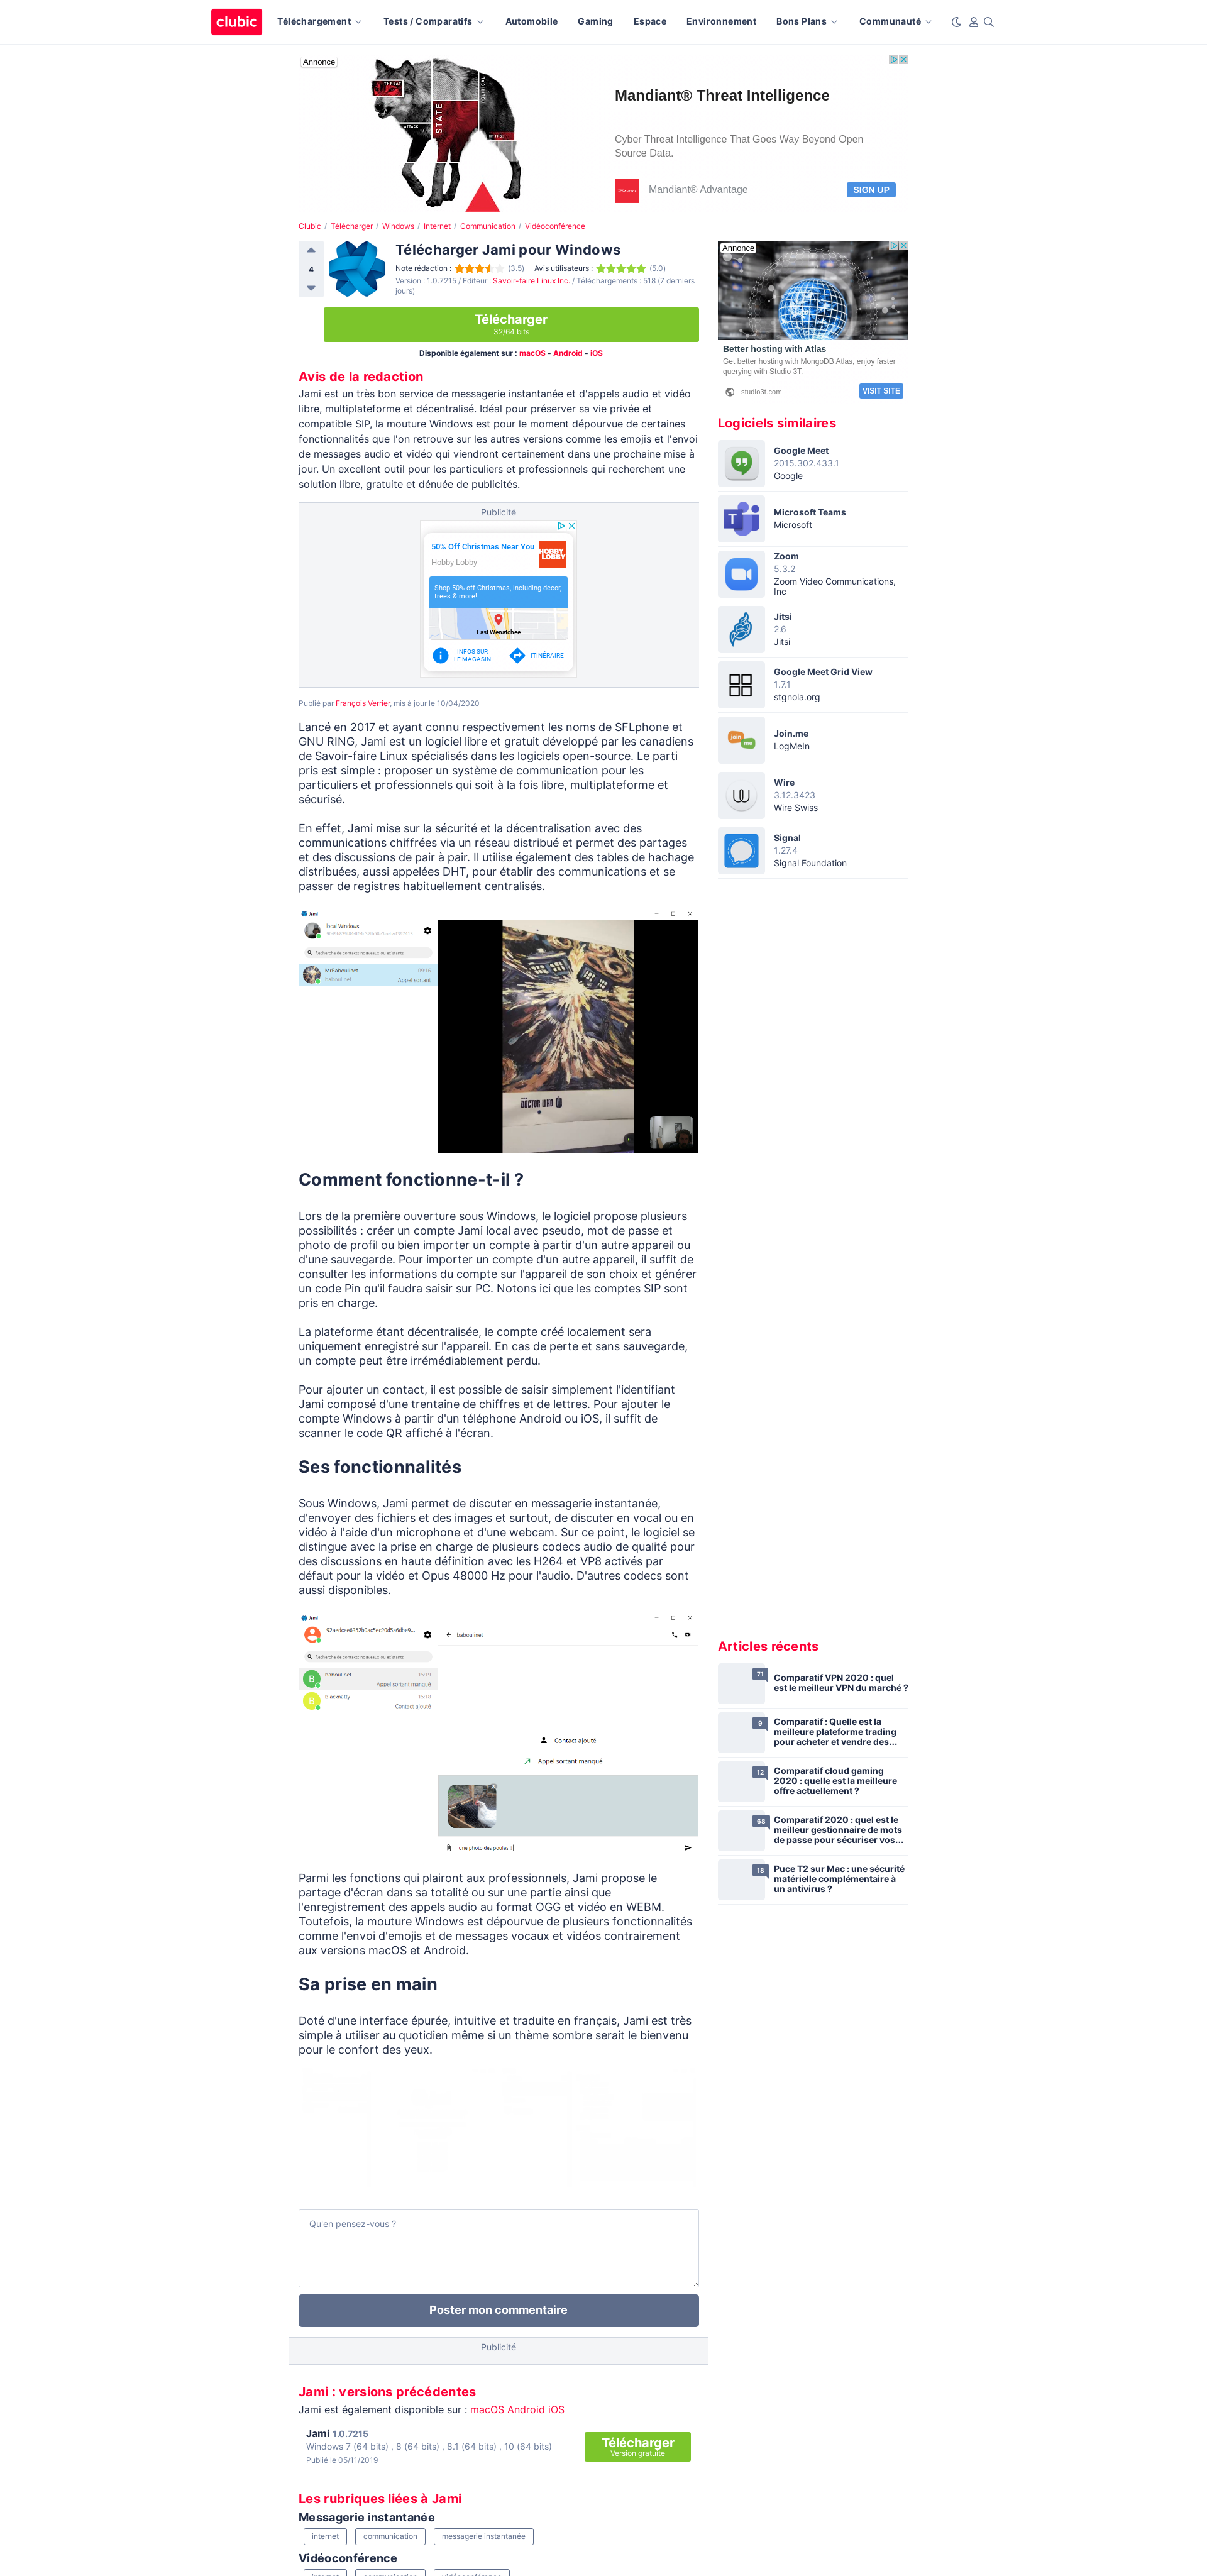 clubic
Téléchargement
Tests / Comparatifs
Automobile
Gaming
Espace
Environnement
Bons Plans
Communauté
Annonce
THREAT
ATTACK
STATE
POLITICAL
Mandiant® Threat Intelligence
Cyber Threat Intelligence That Goes Way Beyond Open
Source Data.
Mandiant® Advantage
SIGN UP
Clubic / Télécharger / Windows / Internet / Communication / Vidéoconférence
4
Télécharger Jami pour Windows
Note rédaction : (3.5) Avis utilisateurs : (5.0)
Version : 1.0.7215 / Editeur : Savoir-faire Linux Inc. / Téléchargements : 518 (7 derniers
jours)
Télécharger
32/64 bits
Disponible également sur : macOS - Android - iOS
Avis de la redaction
Jami est un très bon service de messagerie instantanée et d'appels audio et vidéo
libre, multiplateforme et décentralisé. Idéal pour préserver sa vie privée et
compatible SIP, la mouture Windows est pour le moment dépourvue de certaines
fonctionnalités que l'on retrouve sur les autres versions comme les emojis et l'envoi
de messages audio et vidéo qui viendront certainement dans une prochaine mise à
jour. Un excellent outil pour les particuliers et professionnels qui recherchent une
solution libre, gratuite et dénuée de publicités.
Publicité
50% Off Christmas Near You
Hobby Lobby
HOBBY
LOBBY
Shop 50% off Christmas, including decor,
trees & more!
East Wenatchee
INFOS SUR
LE MAGASIN
ITINÉRAIRE
Publié par François Verrier, mis à jour le 10/04/2020
Lancé en 2017 et ayant connu respectivement les noms de SFLphone et
GNU RING, Jami est un logiciel libre et gratuit développé par les canadiens
de Savoir-faire Linux spécialisés dans les logiciels open-source. Le parti
pris est simple : proposer un système de communication pour les
particuliers et professionnels qui soit à la fois libre, multiplateforme et
sécurisé.
En effet, Jami mise sur la sécurité et la décentralisation avec des
communications chiffrées via un réseau distribué et permet des partages
et des discussions de pair à pair. Il utilise également des tables de hachage
distribuées, aussi appelées DHT, pour établir des communications et se
passer de registres habituellement centralisés.
Jami
local Windows
Recherche de contacts nouveaux ou existants
MrBaboulinet
baboulinet
Appel sortant
DOCTOR WHO
Comment fonctionne-t-il ?
Lors de la première ouverture sous Windows, le logiciel propose plusieurs
possibilités : créer un compte Jami local avec pseudo, mot de passe et
photo de profil ou bien importer un compte à partir d'un autre appareil ou
d'une sauvegarde. Pour importer un compte d'un autre appareil, il suffit de
consulter les informations du compte sur l'appareil de son choix et générer
un code Pin qu'il faudra saisir sur PC. Notons ici que les comptes SIP sont
pris en charge.
La plateforme étant décentralisée, le compte créé localement sera
uniquement enregistré sur l'appareil. En cas de perte et sans sauvegarde,
un compte peut être irrémédiablement perdu.
Pour ajouter un contact, il est possible de saisir simplement l'identifiant
Jami composé d'une trentaine de chiffres et de lettres. Pour ajouter le
compte Windows à partir d'un téléphone Android ou iOS, il suffit de
scanner le code QR affiché à l'écran.
Ses fonctionnalités
Sous Windows, Jami permet de discuter en messagerie instantanée,
d'envoyer des fichiers et des images et surtout, de discuter en vocal ou en
vidéo à l'aide d'un microphone et d'une webcam. Sur ce point, le logiciel se
distingue avec la prise en charge de plusieurs codecs audio de qualité pour
des discussions en haute définition avec les H264 et VP8 activés par
défaut pour la vidéo et Opus 48000 Hz pour l'audio. D'autres codecs sont
aussi disponibles.
Jami
baboulinet
Recherche de contacts nouveaux ou existants
B
baboulinet
15:19
Appel sortant manqué
B
blacknelly
15:18
Contact ajouté
Contact ajouté
Appel sortant manqué
une photo des poules !
Parmi les fonctions qui plairont aux professionnels, Jami propose le
partage d'écran dans sa totalité ou sur une partie ainsi que
l'enregistrement des appels audio au format OGG et vidéo en WEBM.
Toutefois, la mouture Windows est dépourvue de plusieurs fonctionnalités
comme l'envoi d'emojis et de messages vocaux et vidéos contrairement
aux versions macOS et Android.
Sa prise en main
Doté d'une interface épurée, intuitive et traduite en français, Jami est très
simple à utiliser au quotidien même si un thème sombre serait le bienvenu
pour le confort des yeux.
Qu'en pensez-vous ?
Poster mon commentaire
Publicité
Jami : versions précédentes
Jami est également disponible sur : macOS Android iOS
Jami 1.0.7215
Windows 7 (64 bits) , 8 (64 bits) , 8.1 (64 bits) , 10 (64 bits)
Publié le 05/11/2019
Télécharger
Version gratuite
Les rubriques liées à Jami
Messagerie instantanée
internet
communication
messagerie instantanée
Vidéoconférence
Annonce
Better hosting with Atlas
Get better hosting with MongoDB Atlas, enjoy faster
querying with Studio 3T.
studio3t.com
VISIT SITE
Logiciels similaires
Google Meet
2015.302.433.1
Google
Microsoft Teams
Microsoft
Zoom
5.3.2
Zoom Video Communications,
Inc
Jitsi
2.6
Jitsi
Google Meet Grid View
1.7.1
stgnola.org
join
me
Join.me
LogMeIn
Wire
3.12.3423
Wire Swiss
Signal
1.27.4
Signal Foundation
Articles récents
71
Comparatif VPN 2020 : quel
est le meilleur VPN du marché ?
9
Comparatif : Quelle est la
meilleure plateforme trading
pour acheter et vendre des...
12
Comparatif cloud gaming
2020 : quelle est la meilleure
offre actuellement ?
68
Comparatif 2020 : quel est le
meilleur gestionnaire de mots
de passe pour sécuriser vos...
18
Puce T2 sur Mac : une sécurité
matérielle complémentaire à
un antivirus ?